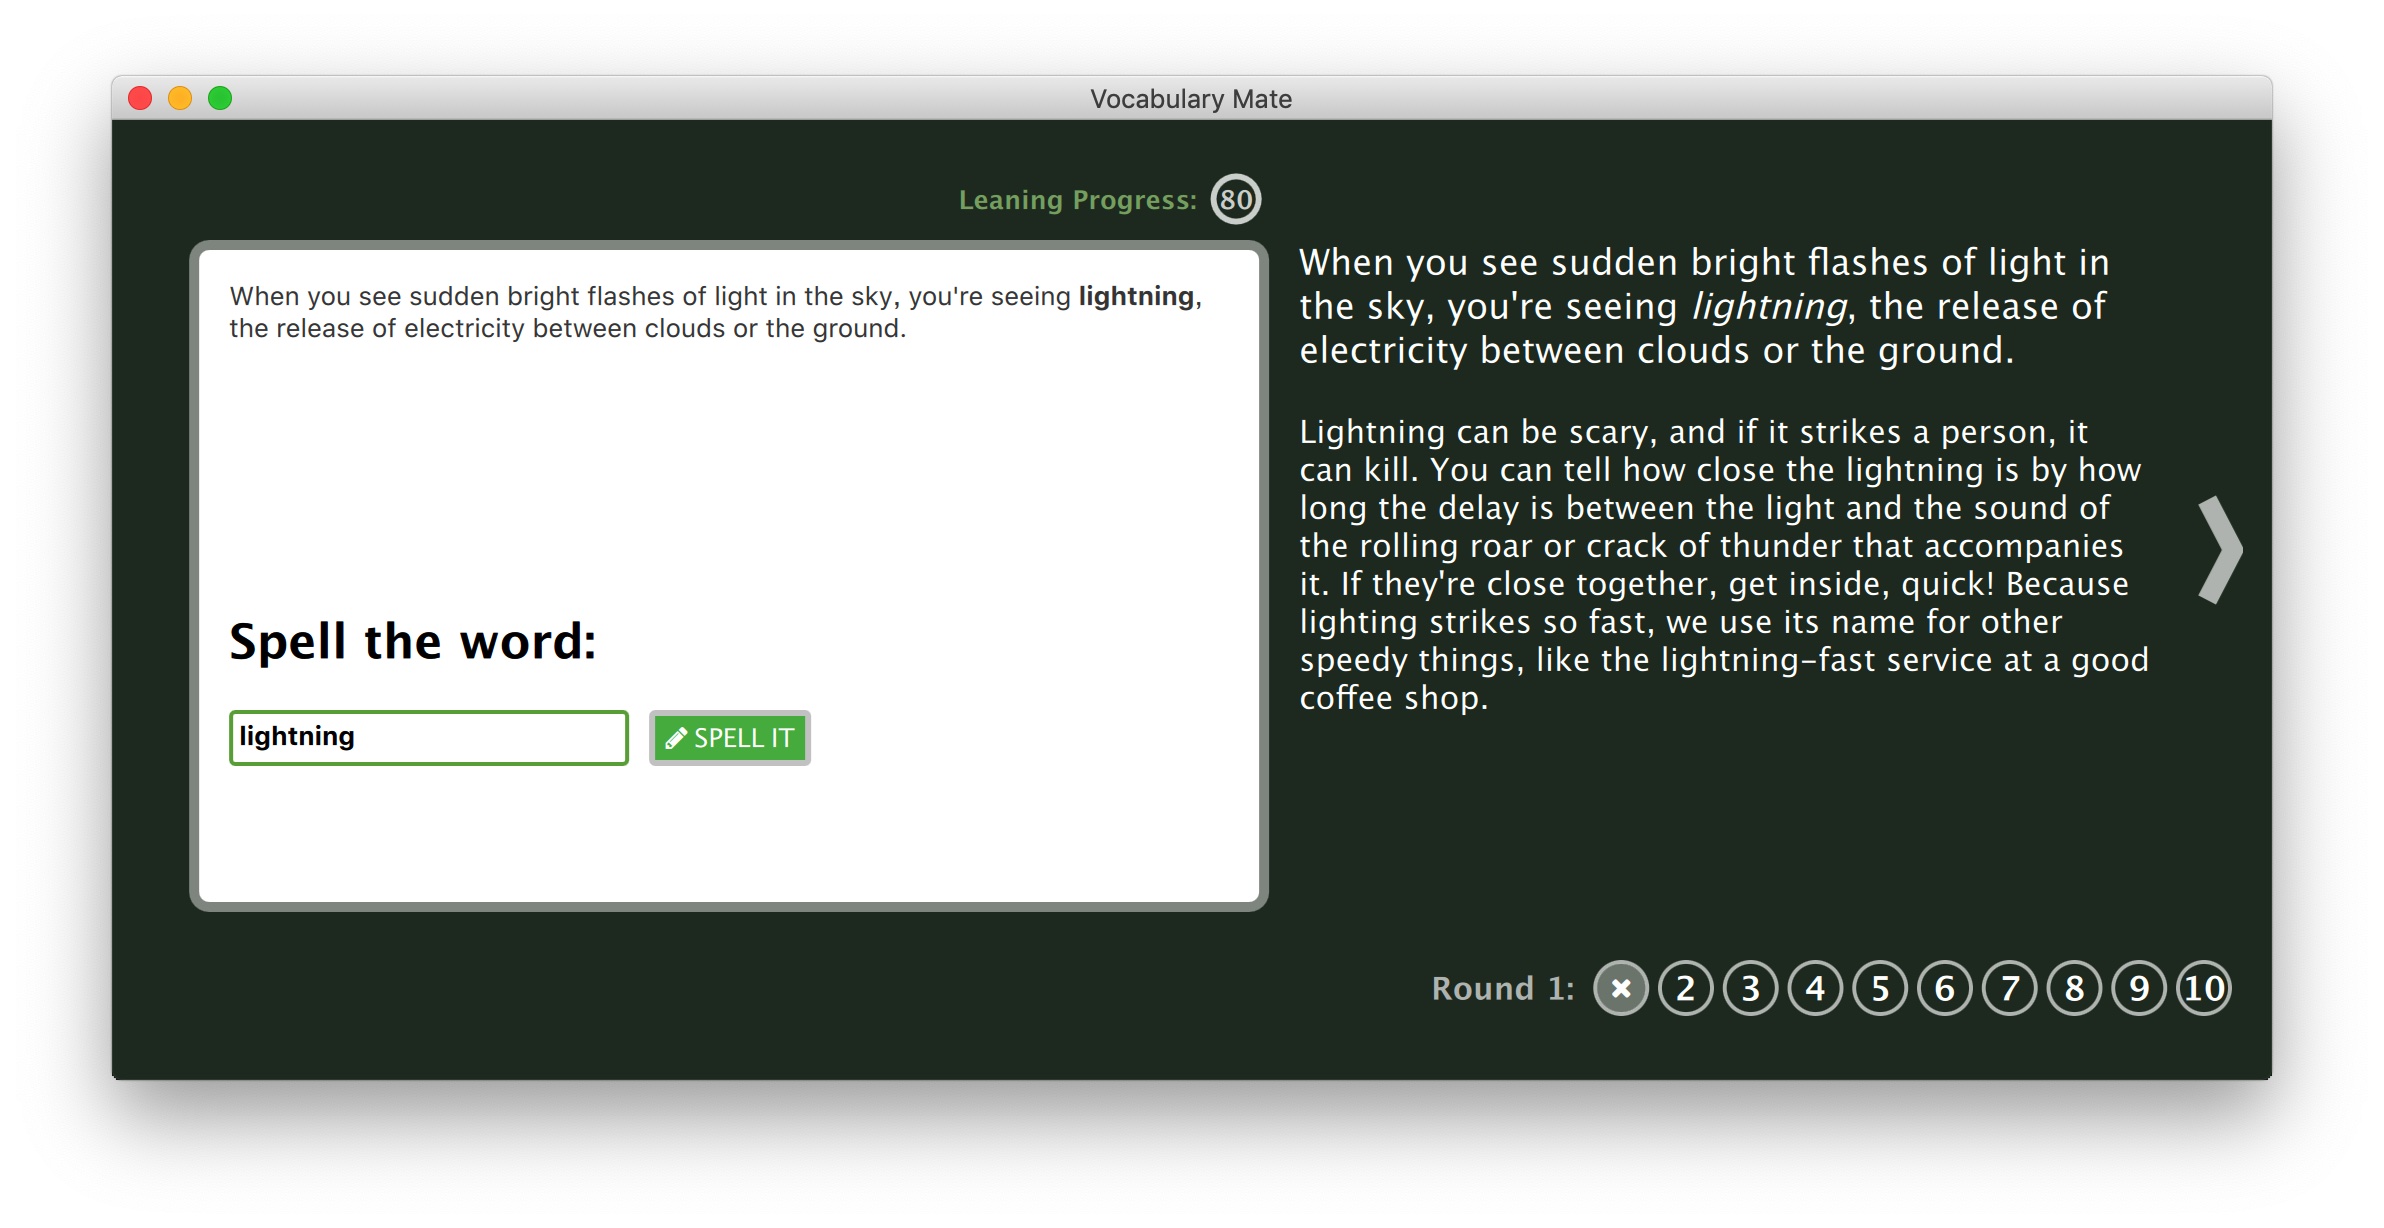 Vocabulary Mate
Leaning Progress: 80
When you see sudden bright flashes of light in the sky, you're seeing lightning,
the release of electricity between clouds or the ground.
Spell the word:
lightning
SPELL IT
When you see sudden bright flashes of light in
the sky, you're seeing lightning, the release of
electricity between clouds or the ground.
Lightning can be scary, and if it strikes a person, it
can kill. You can tell how close the lightning is by how
long the delay is between the light and the sound of
the rolling roar or crack of thunder that accompanies
it. If they're close together, get inside, quick! Because
lighting strikes so fast, we use its name for other
speedy things, like the lightning-fast service at a good
coffee shop.
Round 1: 2 3 4 5 6 7 8 9 10